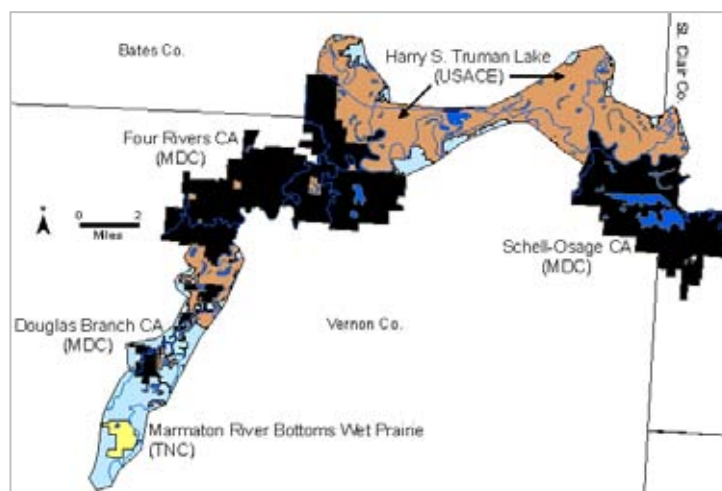 Bates Co.
St. Clair Co.
Harry S. Truman Lake
(USACE)
Four Rivers CA
(MDC)
0 2
Miles
Schell-Osage CA
(MDC)
Douglas Branch CA
(MDC)
Vernon Co.
Marmaton River Bottoms Wet Prairie
(TNC)